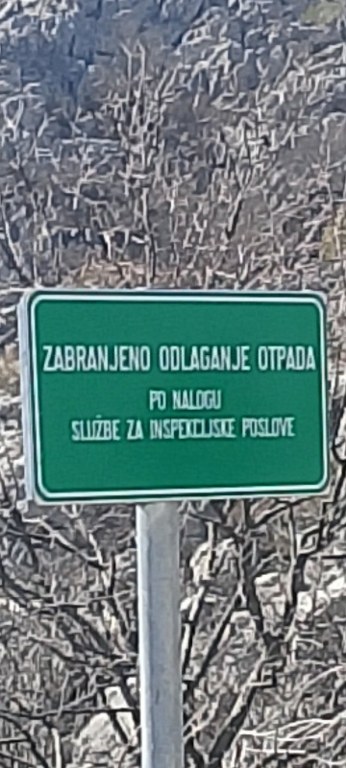 ZABRANJENO ODLAGANJE OTPADA
PO NALOGU
SLUŽBE ZA INSPEKCIJSKE POSLOVE